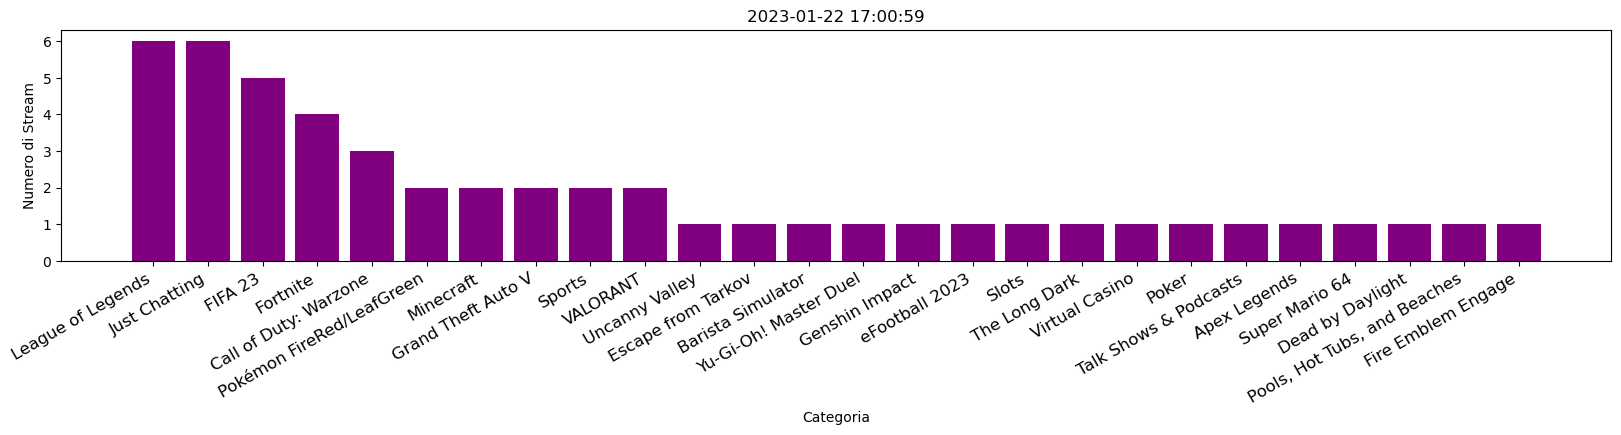 2023-01-22 17:00:59
Numero di Stream
6
5
4
3
2
1
0
League of Legends
Just Chatting
FIFA 23
Fortnite
Call of Duty: Warzone
Pokémon FireRed/LeafGreen
Minecraft
Grand Theft Auto V
Sports
VALORANT
Uncanny Valley
Escape from Tarkov
Barista Simulator
Yu-Gi-Oh! Master Duel
Genshin Impact
eFootball 2023
Slots
The Long Dark
Virtual Casino
Poker
Talk Shows & Podcasts
Apex Legends
Super Mario 64
Dead by Daylight
Pools, Hot Tubs, and Beaches
Fire Emblem Engage
Categoria